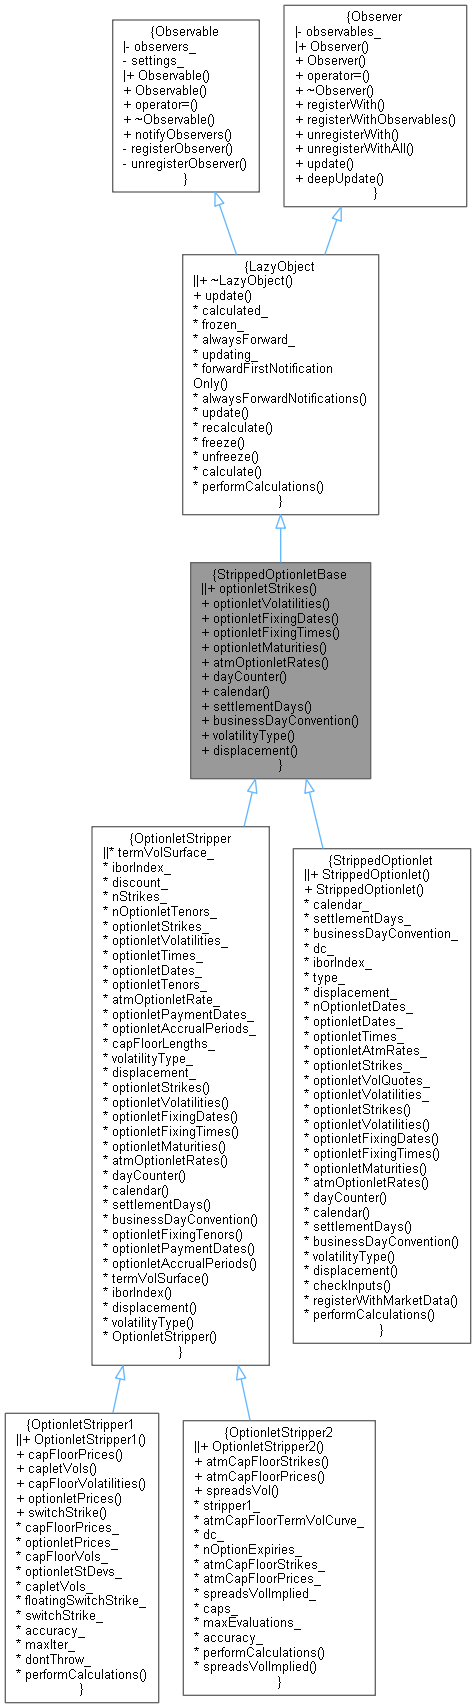 {Observable
|- observers_
- settings_
|+ Observable()
+ Observable()
+ operator=()
+ ~Observable()
+ notifyObservers()
- registerObserver()
- unregisterObserver()
}
{Observer
|- observables_
|+ Observer()
+ Observer()
+ operator=()
+ ~Observer()
+ registerWith()
+ registerWithObservables()
+ unregisterWith()
+ unregisterWithAll()
+ update()
+ deepUpdate()
}
{LazyObject
||+ ~LazyObject()
+ update()
* calculated_
* frozen_
* alwaysForward_
* updating_
* forwardFirstNotification
Only()
* alwaysForwardNotifications()
* update()
* recalculate()
* freeze()
* unfreeze()
* calculate()
* performCalculations()
}
{StrippedOptionletBase
||+ optionletStrikes()
+ optionletVolatilities()
+ optionletFixingDates()
+ optionletFixingTimes()
+ optionletMaturities()
+ atmOptionletRates()
+ dayCounter()
+ calendar()
+ settlementDays()
+ businessDayConvention()
+ volatilityType()
+ displacement()
}
{OptionletStripper
||* termVolSurface_
* iborIndex_
* discount_
* nStrikes_
* nOptionletTenors_
* optionletStrikes_
* optionletVolatilities_
* optionletTimes_
* optionletDates_
* optionletTenors_
* atmOptionletRate_
* optionletPaymentDates_
* optionletAccrualPeriods_
* capFloorLengths_
* volatilityType_
* displacement_
* optionletStrikes()
* optionletVolatilities()
* optionletFixingDates()
* optionletFixingTimes()
* optionletMaturities()
* atmOptionletRates()
* dayCounter()
* calendar()
* settlementDays()
* businessDayConvention()
* optionletFixingTenors()
* optionletPaymentDates()
* optionletAccrualPeriods()
* termVolSurface()
* iborIndex()
* displacement()
* volatilityType()
* OptionletStripper()
}
{StrippedOptionlet
||+ StrippedOptionlet()
+ StrippedOptionlet()
* calendar_
* settlementDays_
* businessDayConvention_
* dc_
* iborIndex_
* type_
* displacement_
* nOptionletDates_
* optionletDates_
* optionletTimes_
* optionletAtmRates_
* optionletStrikes_
* optionletVolQuotes_
* optionletVolatilities_
* optionletStrikes()
* optionletVolatilities()
* optionletFixingDates()
* optionletFixingTimes()
* optionletMaturities()
* atmOptionletRates()
* dayCounter()
* calendar()
* settlementDays()
* businessDayConvention()
* volatilityType()
* displacement()
* checkInputs()
* registerWithMarketData()
* performCalculations()
}
{OptionletStripper1
||+ OptionletStripper1()
+ capFloorPrices()
+ capletVols()
+ capFloorVolatilities()
+ optionletPrices()
+ switchStrike()
* capFloorPrices_
* optionletPrices_
* capFloorVols_
* optionletStDevs_
* capletVols_
* floatingSwitchStrike_
* switchStrike_
* accuracy_
* maxIter_
* dontThrow_
* performCalculations()
}
{OptionletStripper2
||+ OptionletStripper2()
+ atmCapFloorStrikes()
+ atmCapFloorPrices()
+ spreadsVol()
* stripper1_
* atmCapFloorTermVolCurve_
* dc_
* nOptionExpiries_
* atmCapFloorStrikes_
* atmCapFloorPrices_
* spreadsVolImplied_
* caps_
* maxEvaluations_
* accuracy_
* performCalculations()
* spreadsVolImplied()
}